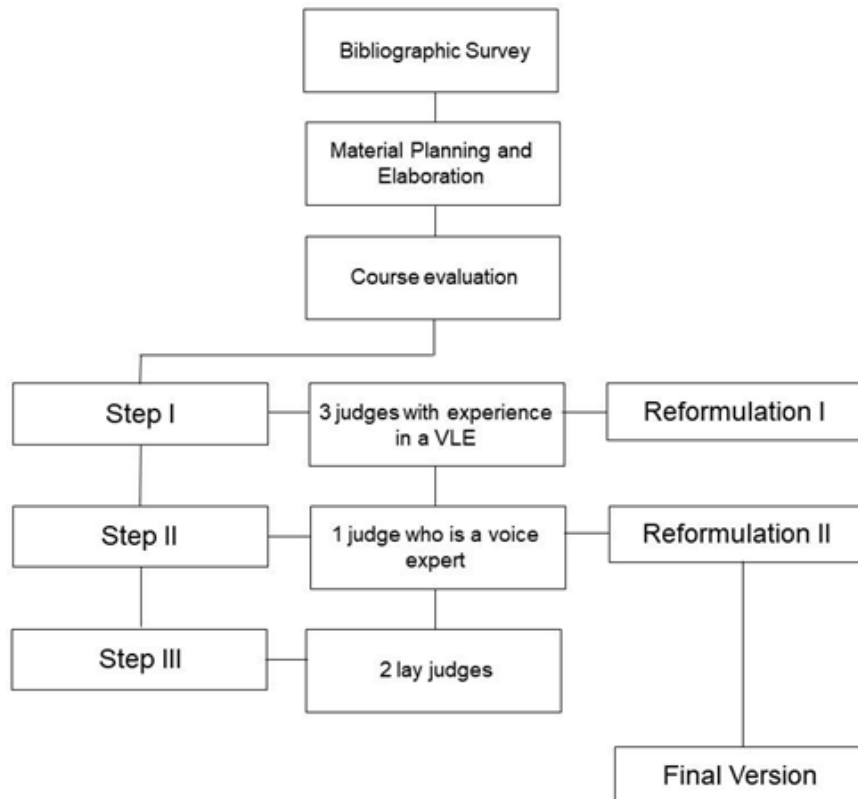 Bibliographic Survey
Material Planning and
Elaboration
Course evaluation
Step I
3 judges with experience
in a VLE
Reformulation I
Step II
1 judge who is a voice
expert
Reformulation II
Step III
2 lay judges
Final Version